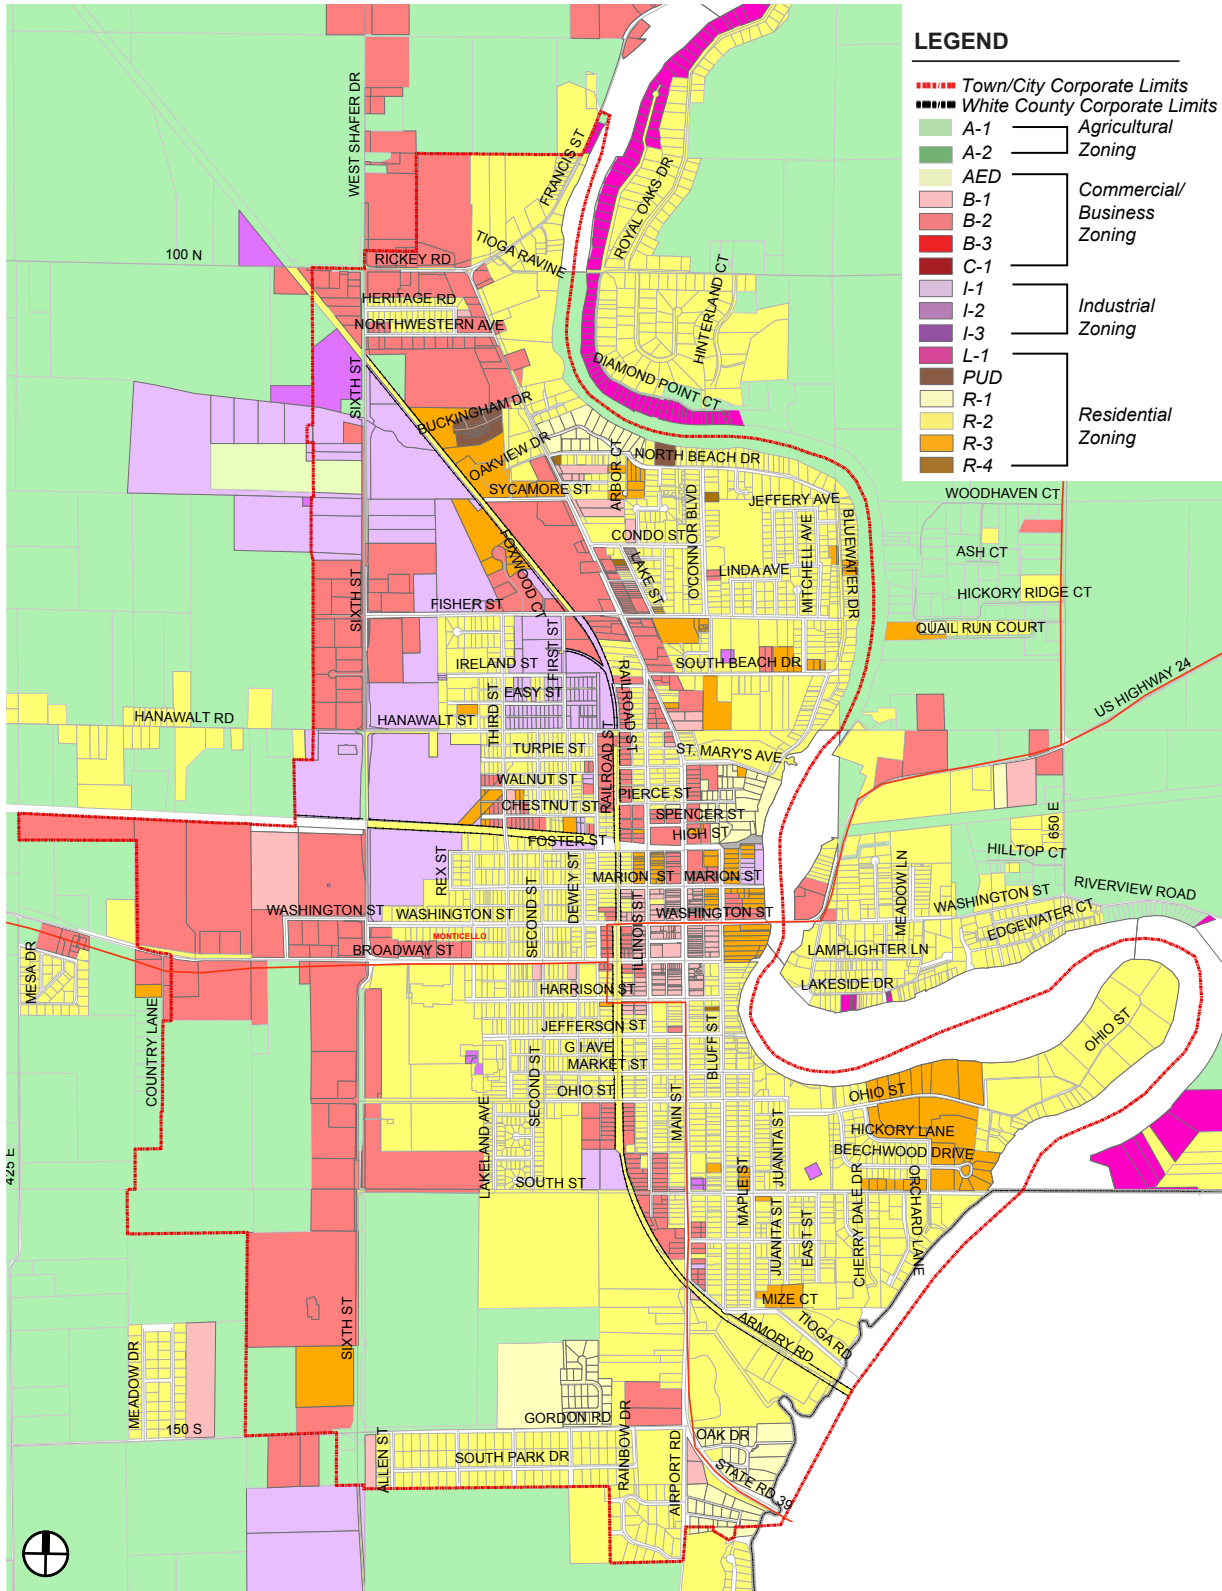 LEGEND
Town/City Corporate Limits
White County Corporate Limits
A-1
A-2
Agricultural
Zoning
AED
B-1
B-2
B-3
C-1
Commercial/
Business
Zoning
I-1
I-2
I-3
Industrial
Zoning
L-1
PUD
R-1
R-2
R-3
R-4
Residential
Zoning
WEST SHAFER DR
FRANCIS ST
ROYAL OAKS DR
100 N
RICKEY RD
TIOGA RAVINE
HINTERLAND CT
HERITAGE RD
NORTHWESTERN AVE
SIXTH ST
DIAMOND POINT CT
BUCKINGHAM DR
OAKVIEW DR
ARBOR CT
NORTH BEACH DR
SYCAMORE ST
O'CONNOR BLVD
JEFFERY AVE
WOODHAVEN CT
BLUEWATER DR
MITCHELL AVE
CONDO ST
FOXWOOD CT
LAKE ST
LINDA AVE
ASH CT
SIXTH ST
FISHER ST
HICKORY RIDGE CT
QUAIL RUN COURT
FIRST ST
IRELAND ST
RAILROAD ST
SOUTH BEACH DR
US HIGHWAY 24
EASY ST
THIRD ST
HANAWALT RD
HANAWALT ST
TURPIE ST
ST. MARY'S AVE
WALNUT ST
RAILROAD ST
PIERCE ST
CHESTNUT ST
SPENCER ST
HIGH ST
FOSTER ST
650 E
HILLTOP CT
REX ST
DEWEY ST
MARION ST
MARION ST
MEADOW LN
RIVERVIEW ROAD
WASHINGTON ST
WASHINGTON ST
WASHINGTON ST
WASHINGTON ST
SECOND ST
EDGEWATER CT
MONTICELLO
BROADWAY ST
ILLINOIS ST
LAMPLIGHTER LN
MESA DR
HARRISON ST
LAKESIDE DR
JEFFERSON ST
OHIO ST
COUNTRY LANE
G I AVE
BLUFF ST
MARKET ST
SECOND ST
OHIO ST
OHIO ST
LAKELAND AVE
MAIN ST
JUANITA ST
HICKORY LANE
BEECHWOOD DRIVE
425 E
SOUTH ST
MAPLE ST
CHERRY DALE DR
ORCHARD LANE
JUANITA ST
EAST ST
MIZE CT
SIXTH ST
ARMORY RD
TIOGA RD
MEADOW DR
GORDON RD
150 S
RAINBOW DR
OAK DR
ALLEN ST
SOUTH PARK DR
AIRPORT RD
STATE RD 39